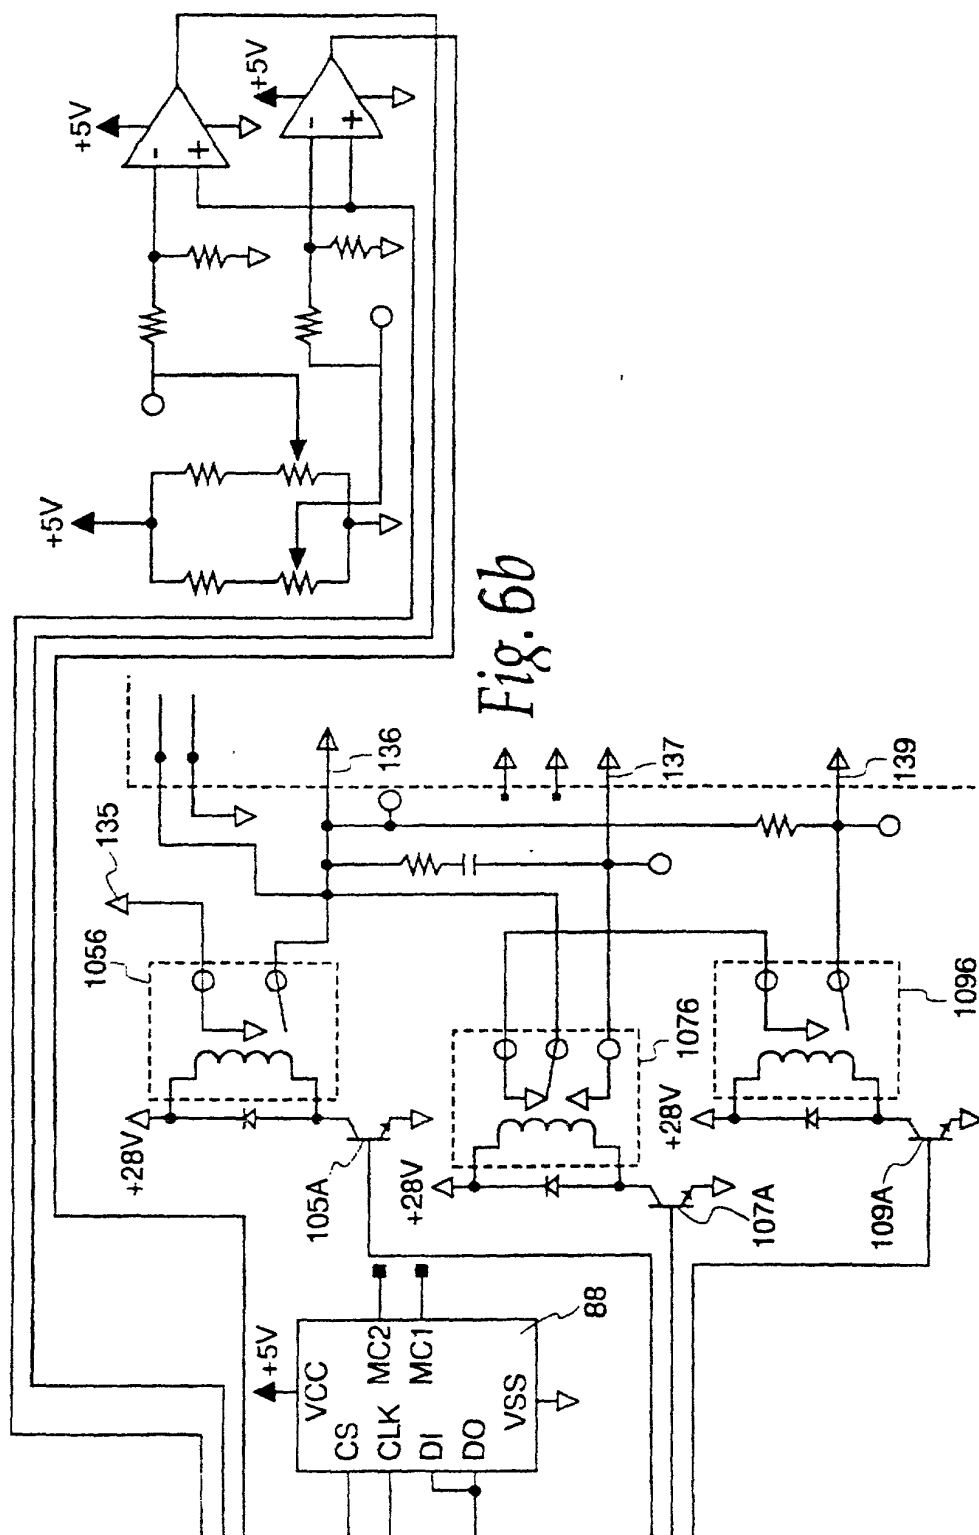 +5V
+5V
+5V
Fig. 6b
135
136
137
139
1056
1076
1096
+28V
+28V
+28V
105A
107A
109A
+5V
VCC
CS
CLK
DI
DO
MC2
MC1
VSS
88